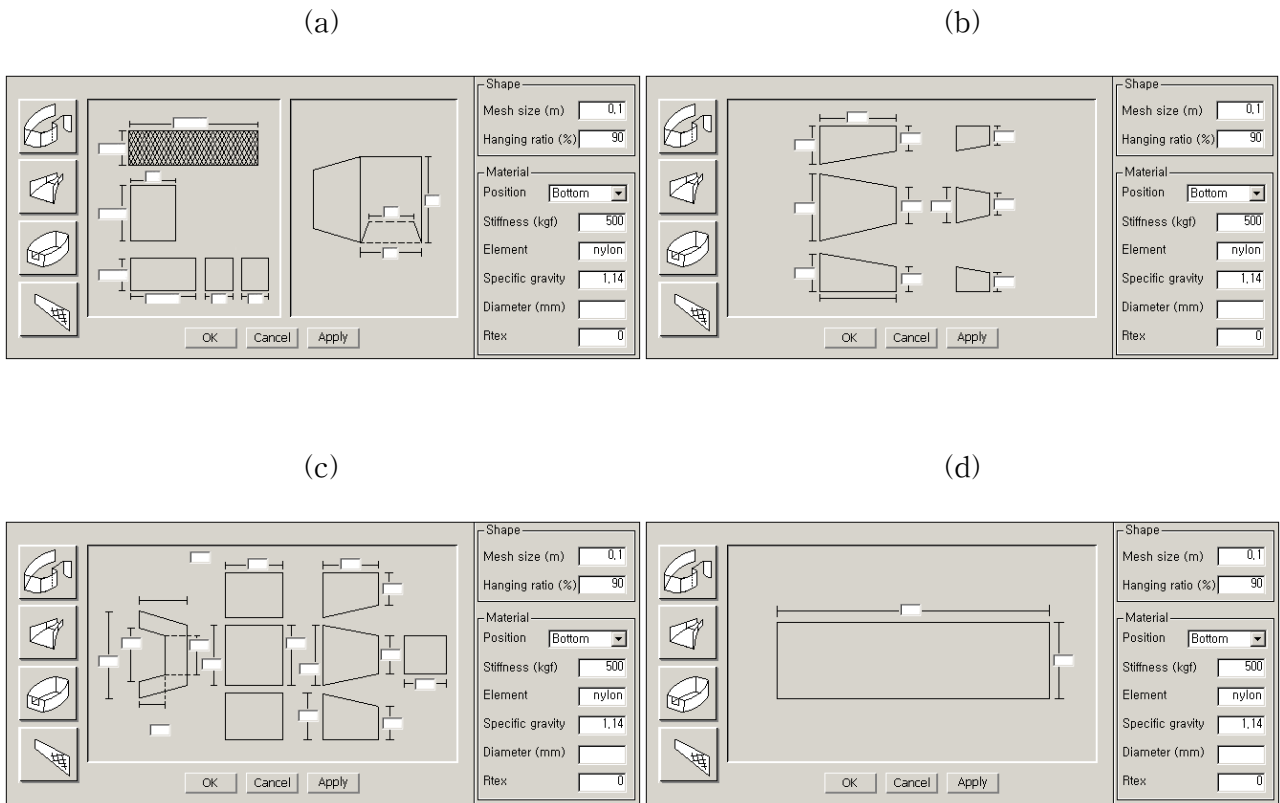 (a)
(b)
Shape
Mesh size (m) 0,1
Hanging ratio (%) 90
Material
Position Bottom
Stiffness (kgf) 500
Element nylon
Specific gravity 1,14
Diameter (mm)
Rtex 0
OK Cancel Apply
Shape
Mesh size (m) 0,1
Hanging ratio (%) 90
Material
Position Bottom
Stiffness (kgf) 500
Element nylon
Specific gravity 1,14
Diameter (mm)
Rtex 0
OK Cancel Apply
(c)
(d)
Shape
Mesh size (m) 0,1
Hanging ratio (%) 90
Material
Position Bottom
Stiffness (kgf) 500
Element nylon
Specific gravity 1,14
Diameter (mm)
Rtex 0
OK Cancel Apply
Shape
Mesh size (m) 0,1
Hanging ratio (%) 90
Material
Position Bottom
Stiffness (kgf) 500
Element nylon
Specific gravity 1,14
Diameter (mm)
Rtex 0
OK Cancel Apply